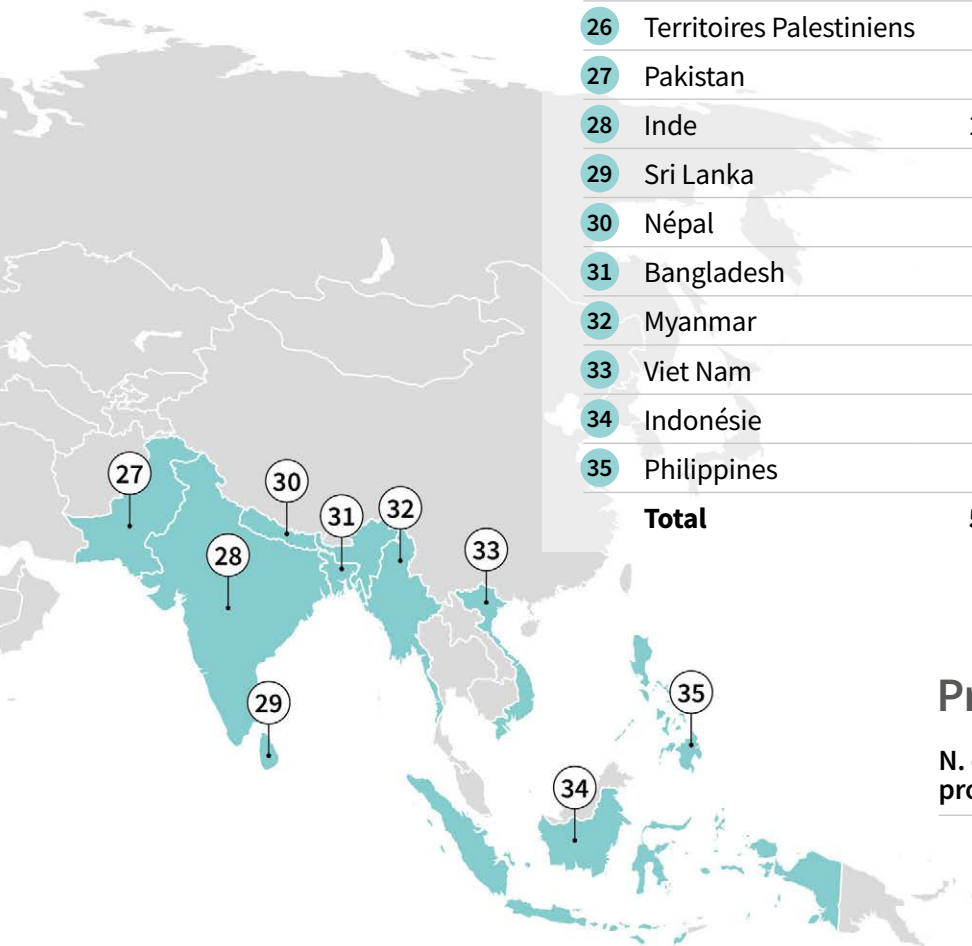 26 Territoires Palestiniens
27 Pakistan
28 Inde
29 Sri Lanka
30 Népal
31 Bangladesh
32 Myanmar
33 Viet Nam
34 Indonésie
35 Philippines
Total
27
30
31
32
33
28
29
35
34
N.